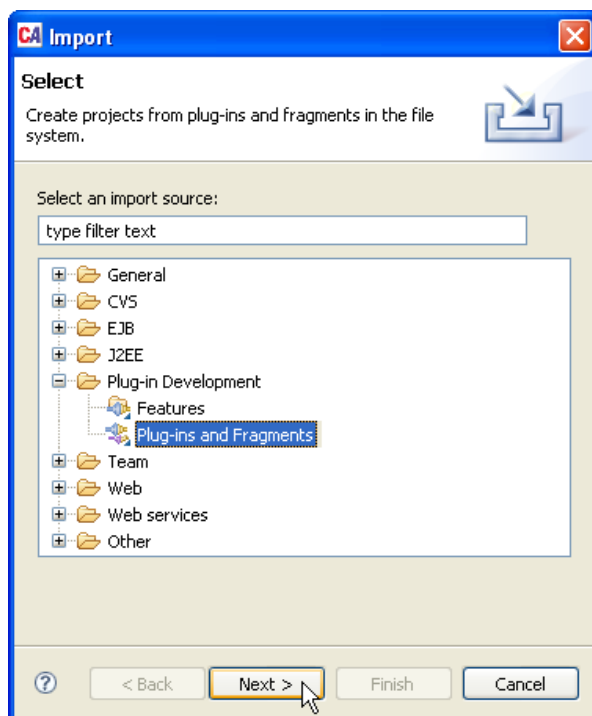 CA Import
Select
Create projects from plug-ins and fragments in the file
system.
Select an import source:
type filter text
General
CVS
EJB
J2EE
Plug-in Development
Features
Plug-ins and Fragments
Team
Web
Web services
Other
? < Back Next > Finish Cancel